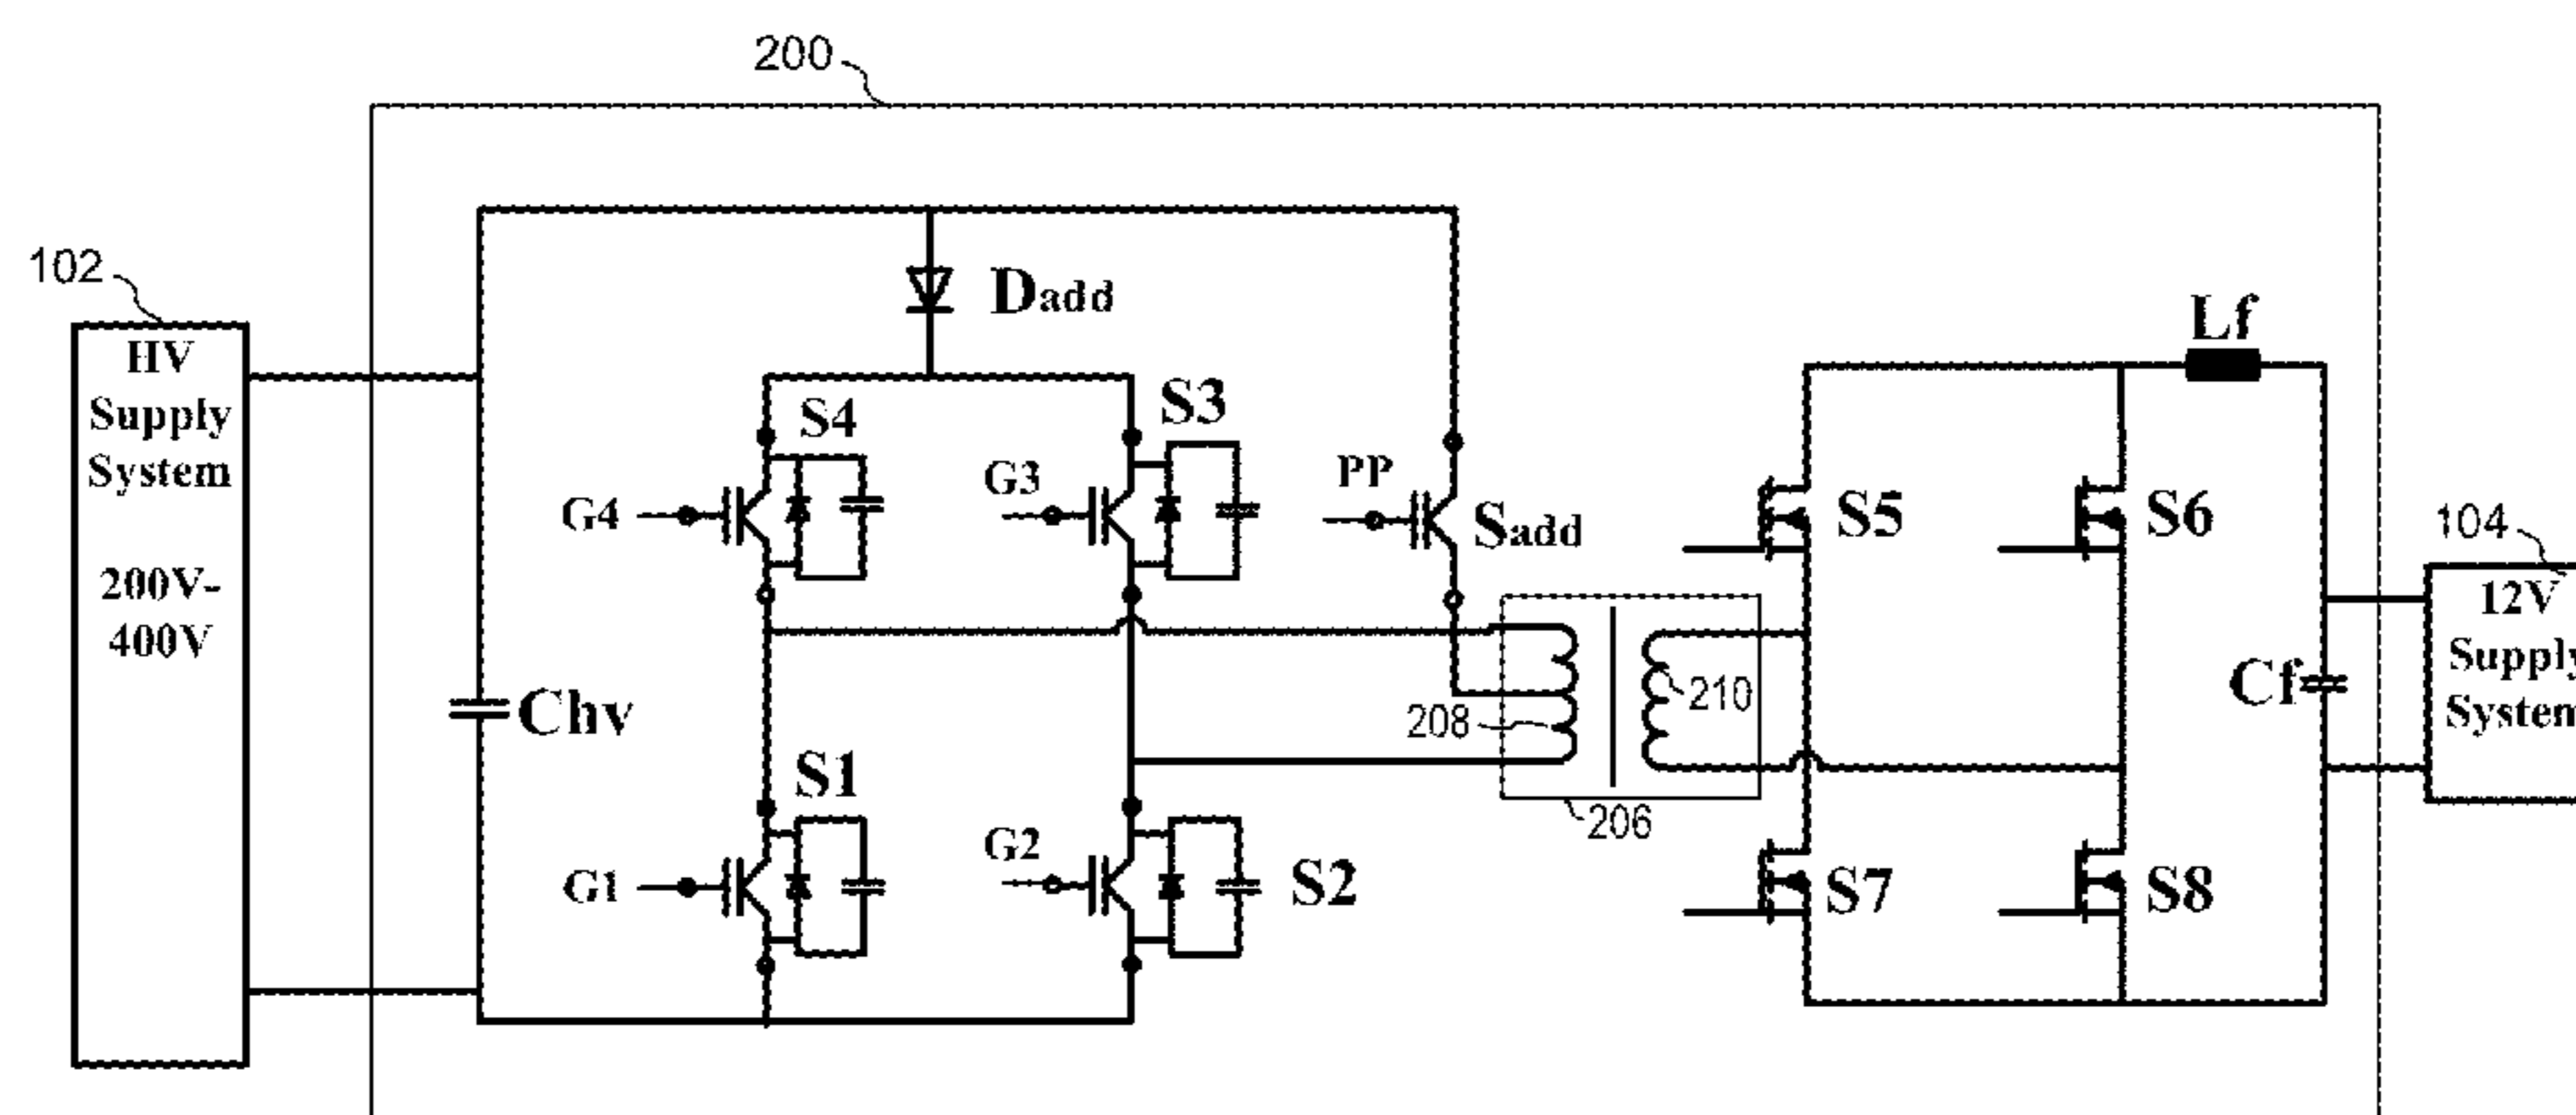 200
102
HV
Supply
System
200V-
400V
Dadd
Lf
S4
S3
G4
G3
PP
Sadd
S5
S6
104
12V
Supply
System
Chv
208
210
Cf
206
S1
G1
G2
S2
S7
S8